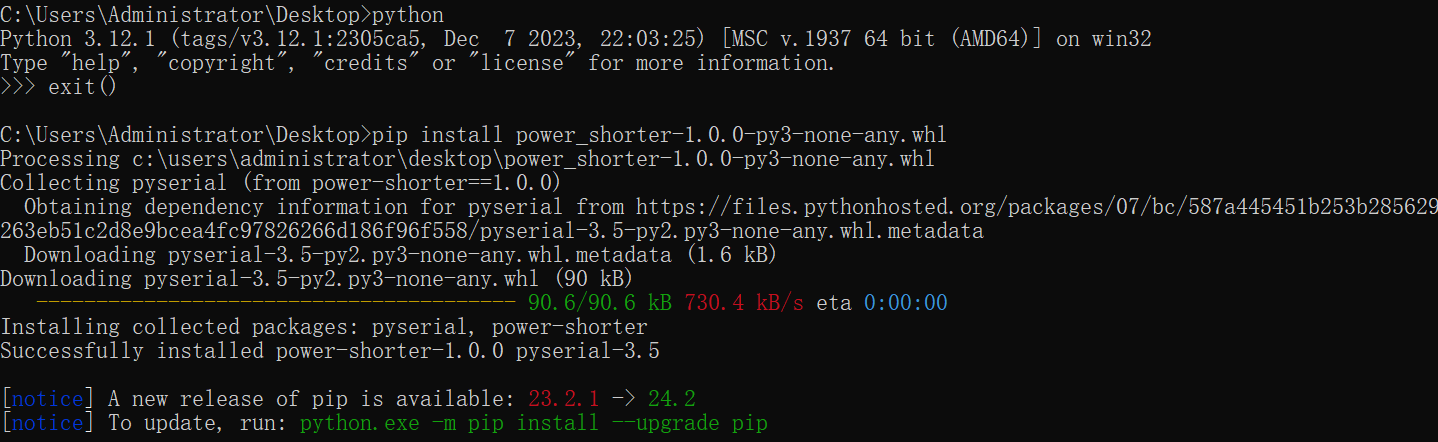 C:\Users\Administrator\Desktop>python
Python 3.12.1 (tags/v3.12.1:2305ca5, Dec  7 2023, 22:03:25) [MSC v.1937 64 bit (AMD64)] on win32
Type "help", "copyright", "credits" or "license" for more information.
>>> exit()
C:\Users\Administrator\Desktop>pip install power_shorter-1.0.0-py3-none-any.whl
Processing c:\users\administrator\desktop\power_shorter-1.0.0-py3-none-any.whl
Collecting pyserial (from power-shorter==1.0.0)
  Obtaining dependency information for pyserial from https://files.pythonhosted.org/packages/07/bc/587a445451b253b285629
263eb51c2d8e9bcea4fc97826266d186f96f558/pyserial-3.5-py2.py3-none-any.whl.metadata
  Downloading pyserial-3.5-py2.py3-none-any.whl.metadata (1.6 kB)
Downloading pyserial-3.5-py2.py3-none-any.whl (90 kB)
   ---------------------------------------- 90.6/90.6 kB 730.4 kB/s eta 0:00:00
Installing collected packages: pyserial, power-shorter
Successfully installed power-shorter-1.0.0 pyserial-3.5
[notice] A new release of pip is available: 23.2.1 -> 24.2
[notice] To update, run: python.exe -m pip install --upgrade pip